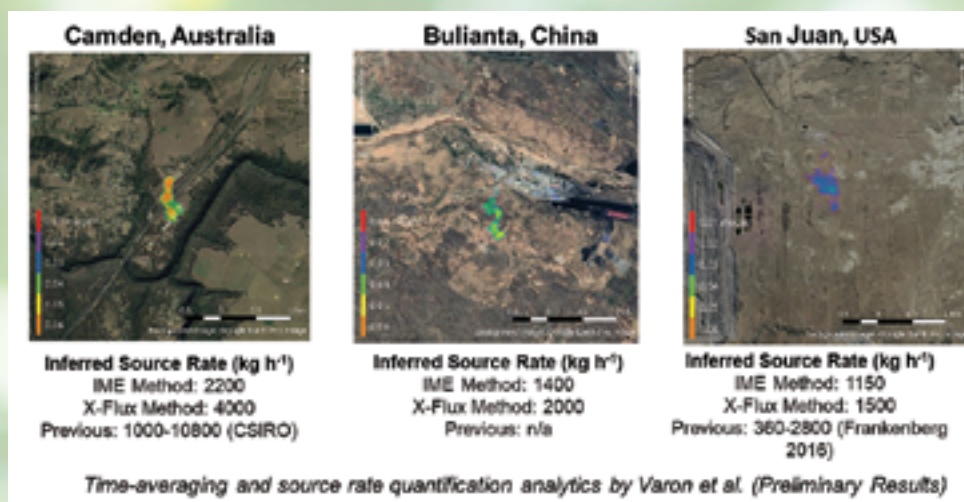 Camden, Australia
Inferred Source Rate (kg h⁻¹)
IME Method: 2200
X-Flux Method: 4000
Previous: 1000-10800 (CSIRO)
Bulianta, China
Inferred Source Rate (kg h⁻¹)
IME Method: 1400
X-Flux Method: 2000
Previous: n/a
San Juan, USA
Inferred Source Rate (kg h⁻¹)
IME Method: 1150
X-Flux Method: 1500
Previous: 360-2800 (Frankenberg
2016)
Time-averaging and source rate quantification analytics by Varon et al. (Preliminary Results)